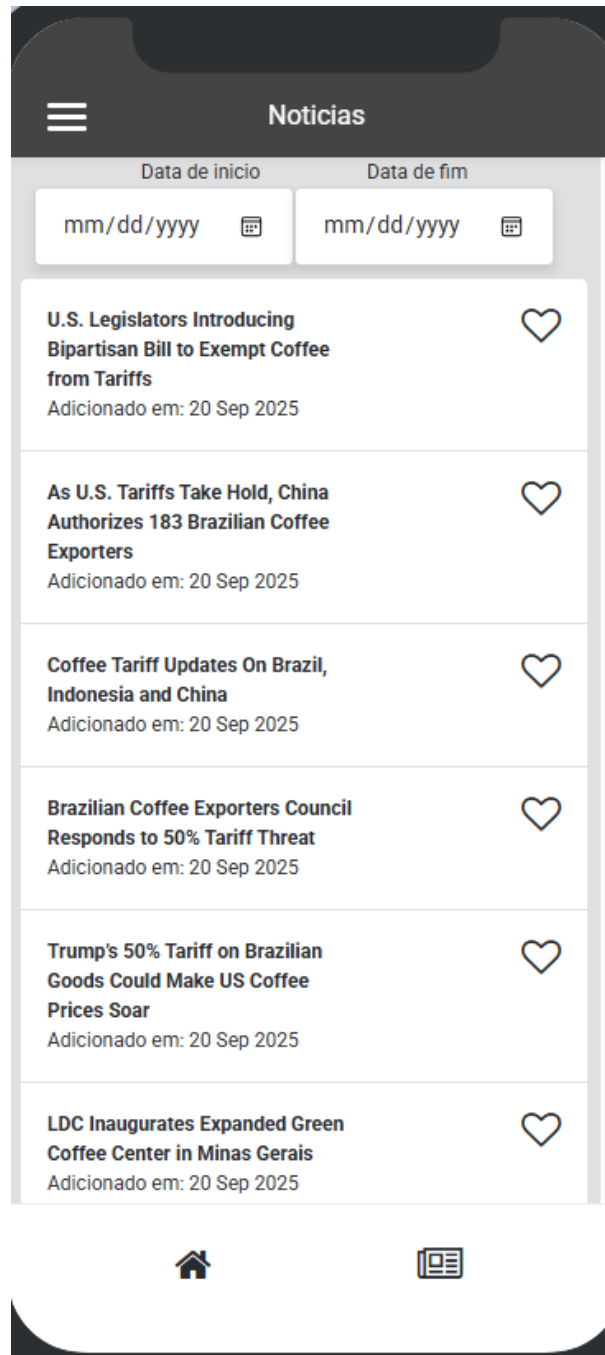 Noticias
Data de inicio Data de fim
mm/dd/yyyy mm/dd/yyyy
U.S. Legislators Introducing
Bipartisan Bill to Exempt Coffee
from Tariffs
Adicionado em: 20 Sep 2025
As U.S. Tariffs Take Hold, China
Authorizes 183 Brazilian Coffee
Exporters
Adicionado em: 20 Sep 2025
Coffee Tariff Updates On Brazil,
Indonesia and China
Adicionado em: 20 Sep 2025
Brazilian Coffee Exporters Council
Responds to 50% Tariff Threat
Adicionado em: 20 Sep 2025
Trump's 50% Tariff on Brazilian
Goods Could Make US Coffee
Prices Soar
Adicionado em: 20 Sep 2025
LDC Inaugurates Expanded Green
Coffee Center in Minas Gerais
Adicionado em: 20 Sep 2025